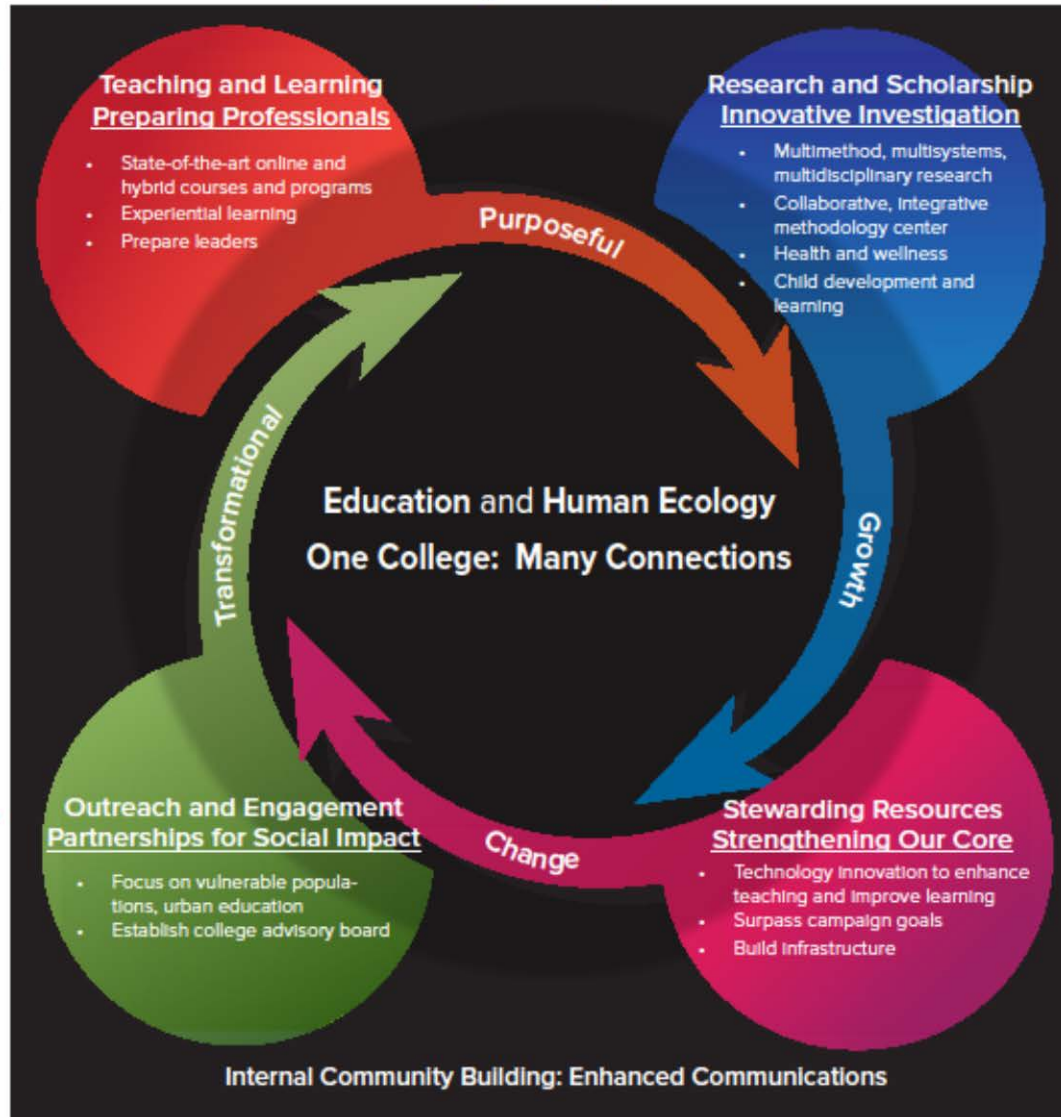 Teaching and Learning
Preparing Professionals
• State-of-the-art online and
hybrid courses and programs
• Experiential learning
• Prepare leaders
Research and Scholarship
Innovative Investigation
• Multimethod, multisystems,
multidisciplinary research
• Collaborative, integrative
methodology center
• Health and wellness
• Child development and
learning
Purposeful
Transformational
Education and Human Ecology
One College: Many Connections
Growth
Change
Outreach and Engagement
Partnerships for Social Impact
• Focus on vulnerable popula-
tions, urban education
• Establish college advisory board
Stewarding Resources
Strengthening Our Core
• Technology innovation to enhance
teaching and improve learning
• Surpass campaign goals
• Build infrastructure
Internal Community Building: Enhanced Communications